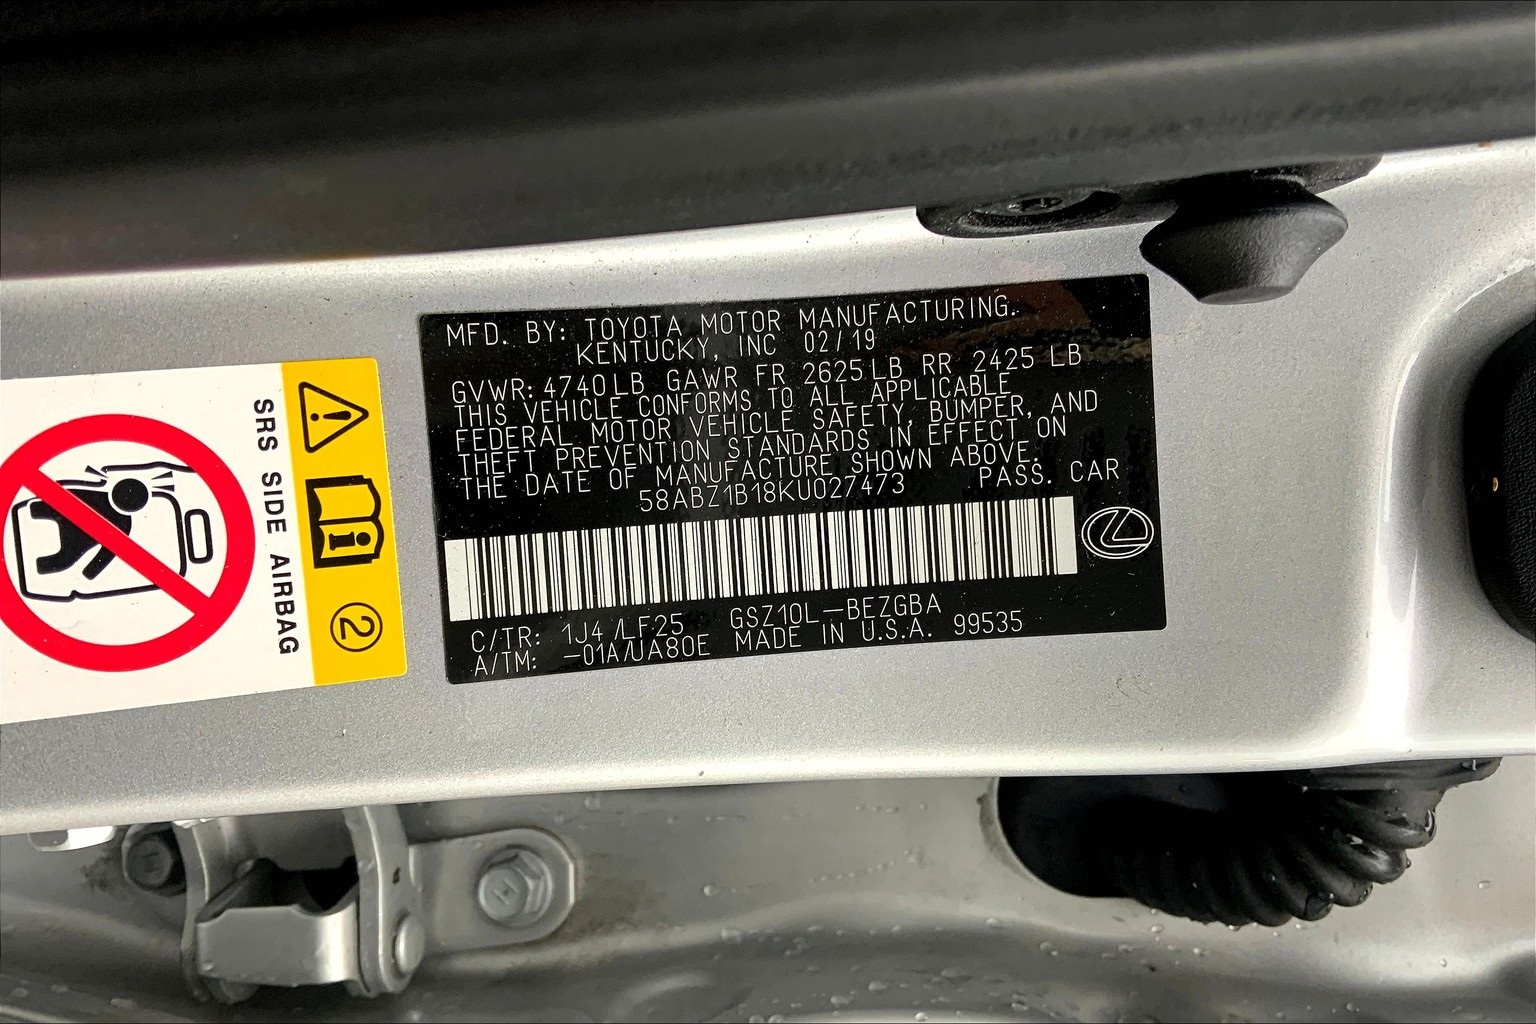 MFD. BY: TOYOTA MOTOR MANUFACTURING.
KENTUCKY, INC 02/19
GVWR: 4740LB GAWR FR 2625LB RR 2425 LB
THIS VEHICLE CONFORMS TO ALL APPLICABLE
FEDERAL MOTOR VEHICLE SAFETY, BUMPER, AND
THEFT PREVENTION STANDARDS IN EFFECT ON
THE DATE OF MANUFACTURE SHOWN ABOVE.
58ABZ1B18KU027473 PASS. CAR
C/TR: 1J4 /LF25 GSZ10L-BEZGBA
A/TM: -01A/UA80E MADE IN U.S.A. 99535
SRS SIDE AIRBAG
2